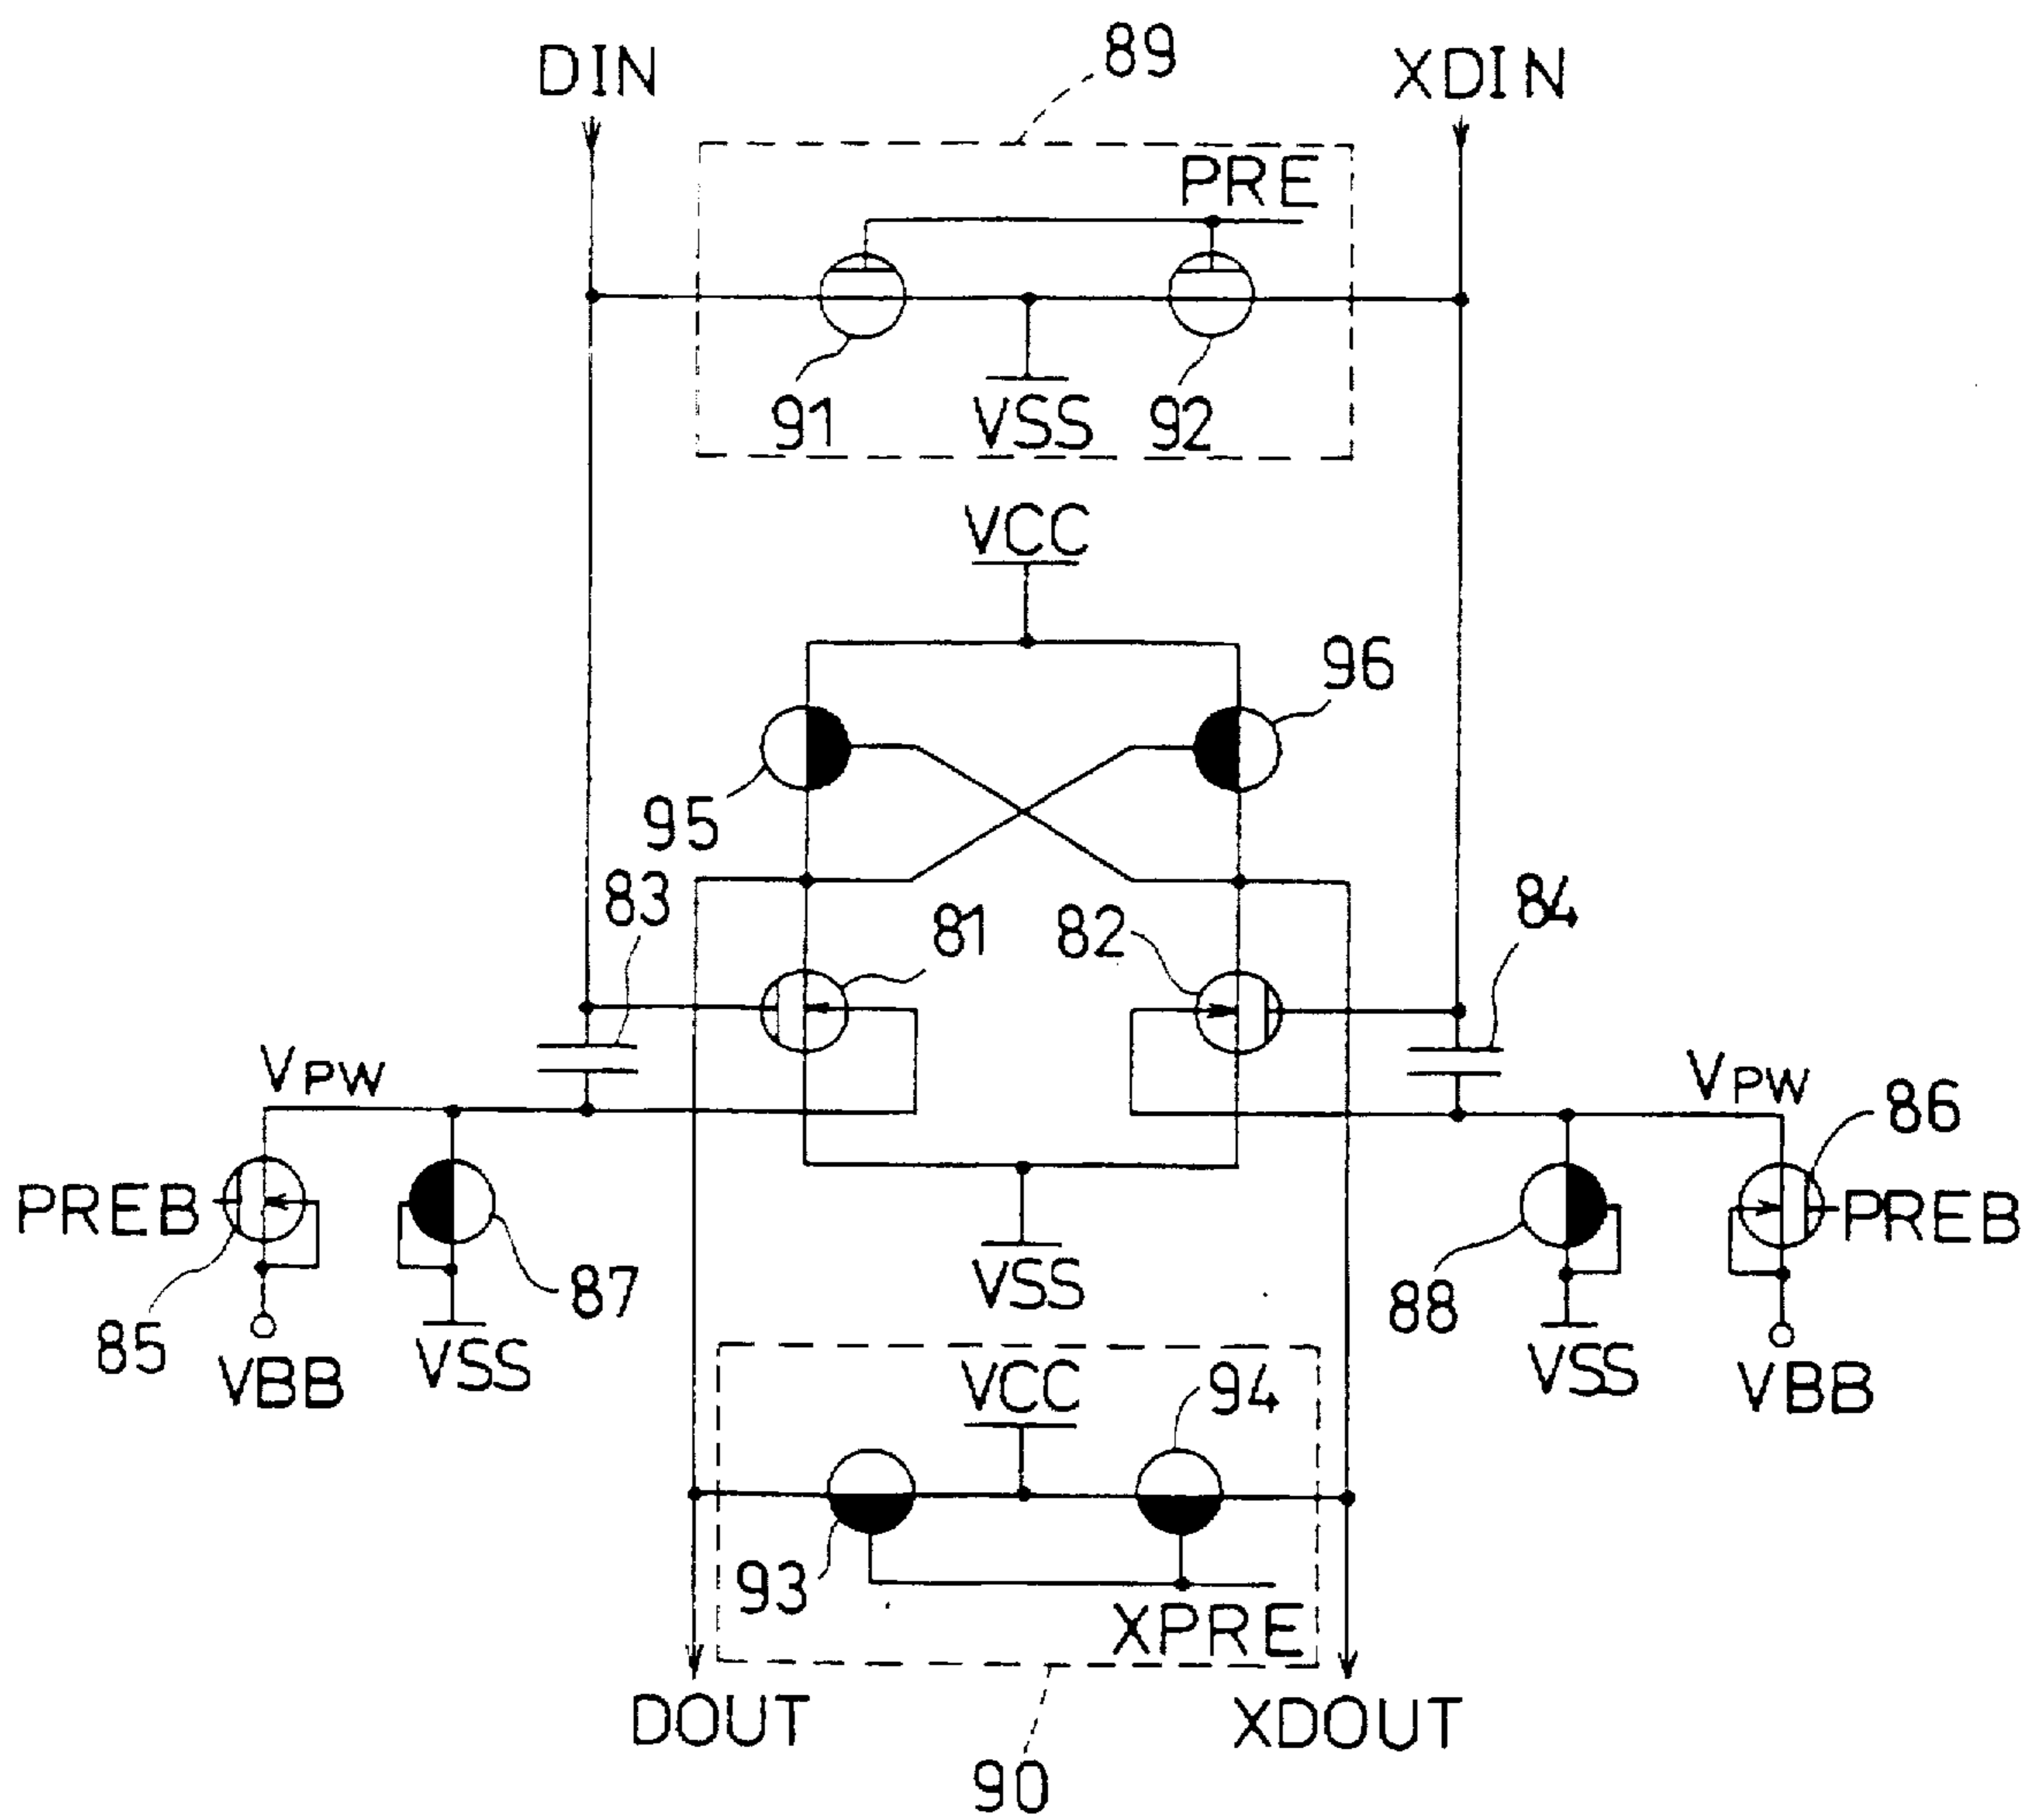 DIN
89
XDIN
PRE
91
VSS
92
VCC
96
95
83
81
82
84
VPW
VPW
86
PREB
PREB
87
VSS
88
85
VBB
VSS
VSS
VBB
VCC
94
93
XPRE
DOUT
XDOUT
90